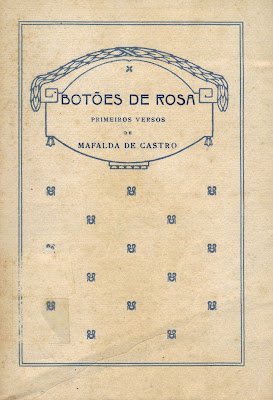 BOTÕES DE ROSA
PRIMEIROS VERSOS
DE
MAFALDA DE CASTRO